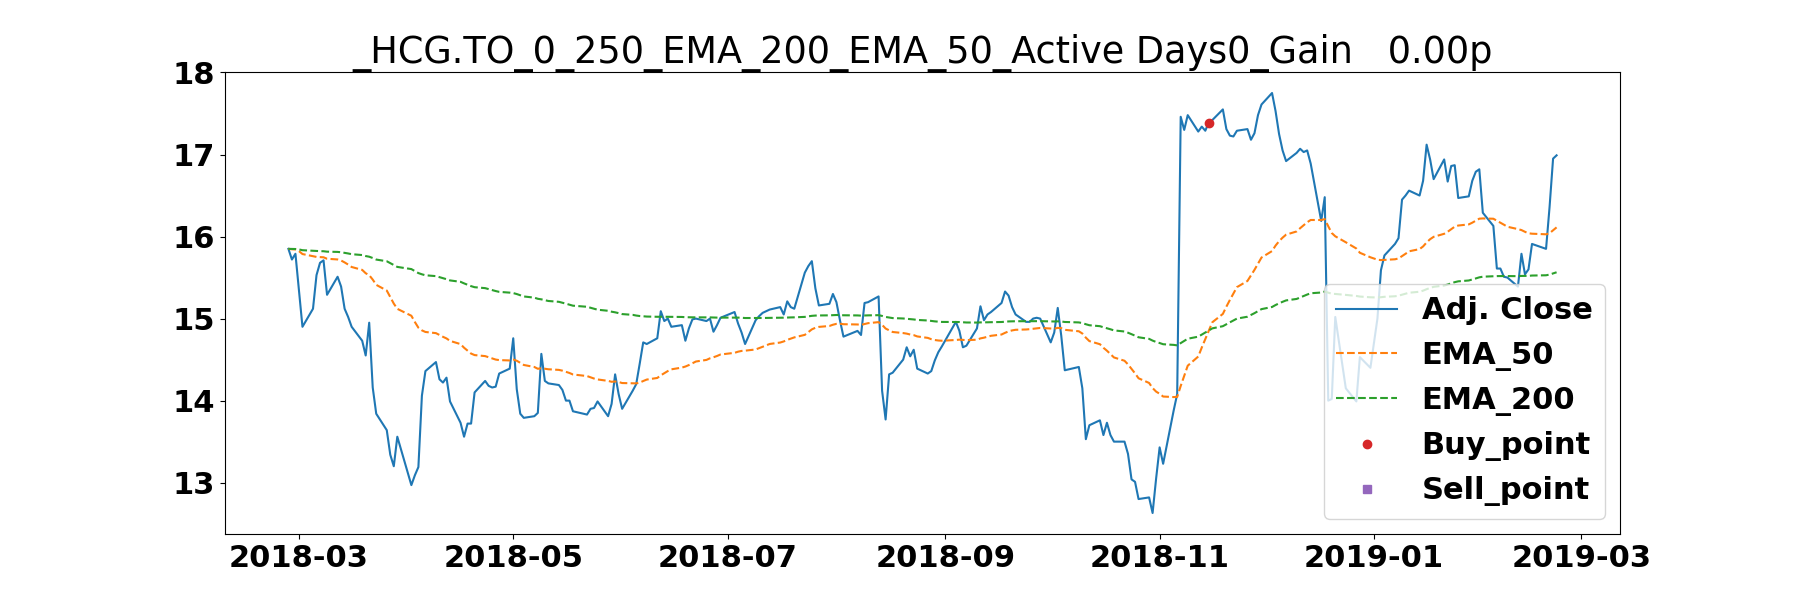 _HCG.TO_0_250_EMA_200_EMA_50_Active Days0_Gain   0.00p
18
17
16
15
14
13
Adj. Close
EMA_50
EMA_200
Buy_point
Sell_point
2018-03 2018-05 2018-07 2018-09 2018-11 2019-01 2019-03